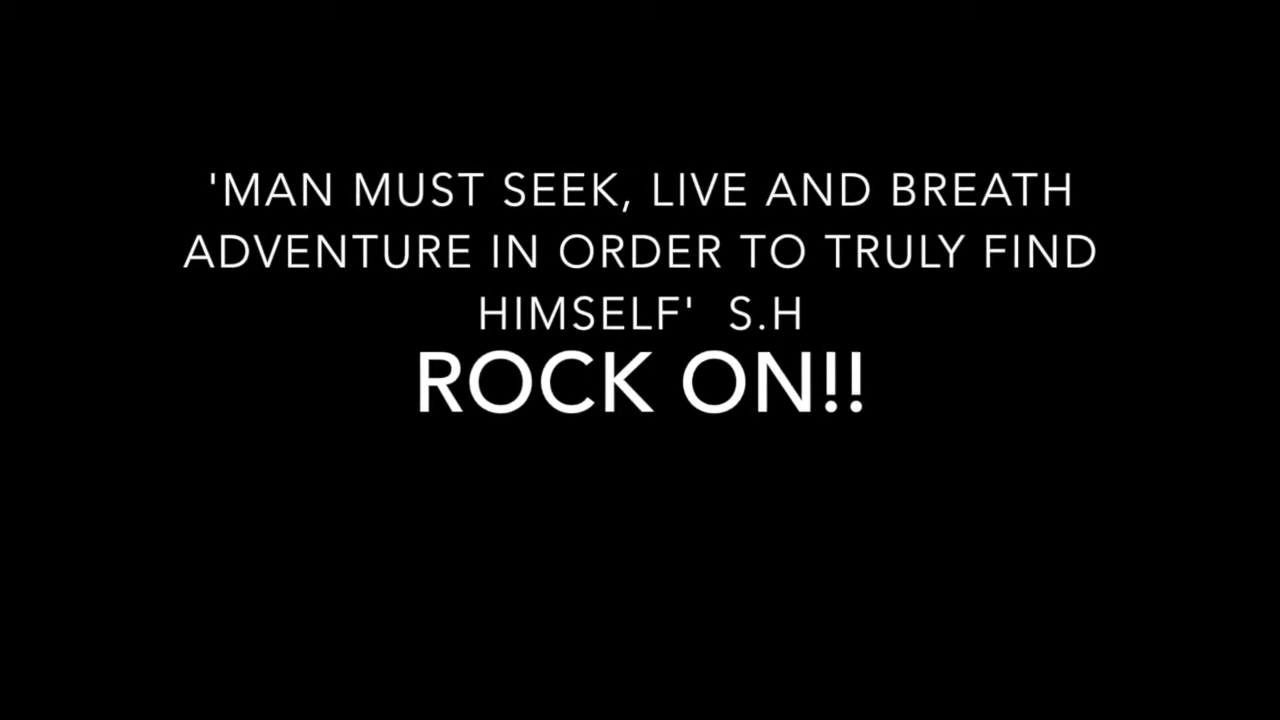 'MAN MUST SEEK, LIVE AND BREATH
ADVENTURE IN ORDER TO TRULY FIND
HIMSELF'  S.H
ROCK ON!!